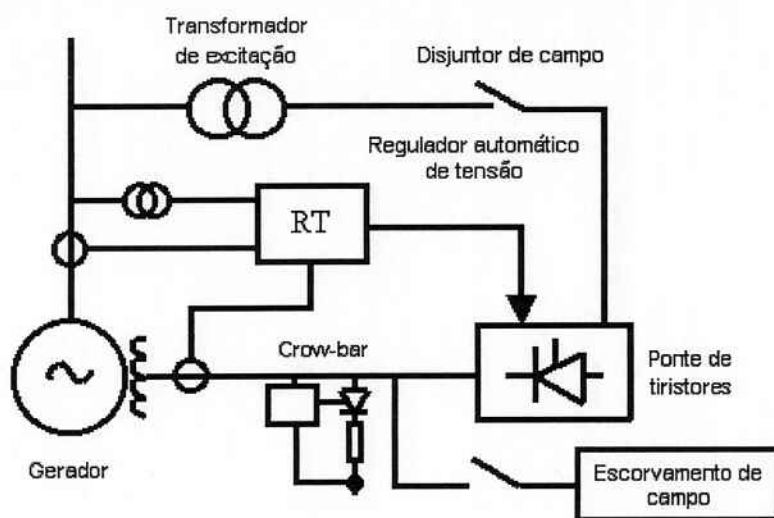 Transformador
de excitação
Disjuntor de campo
Regulador automático
de tensão
RT
Crow-bar
Ponte de
tiristores
Gerador
Escorvamento de
campo